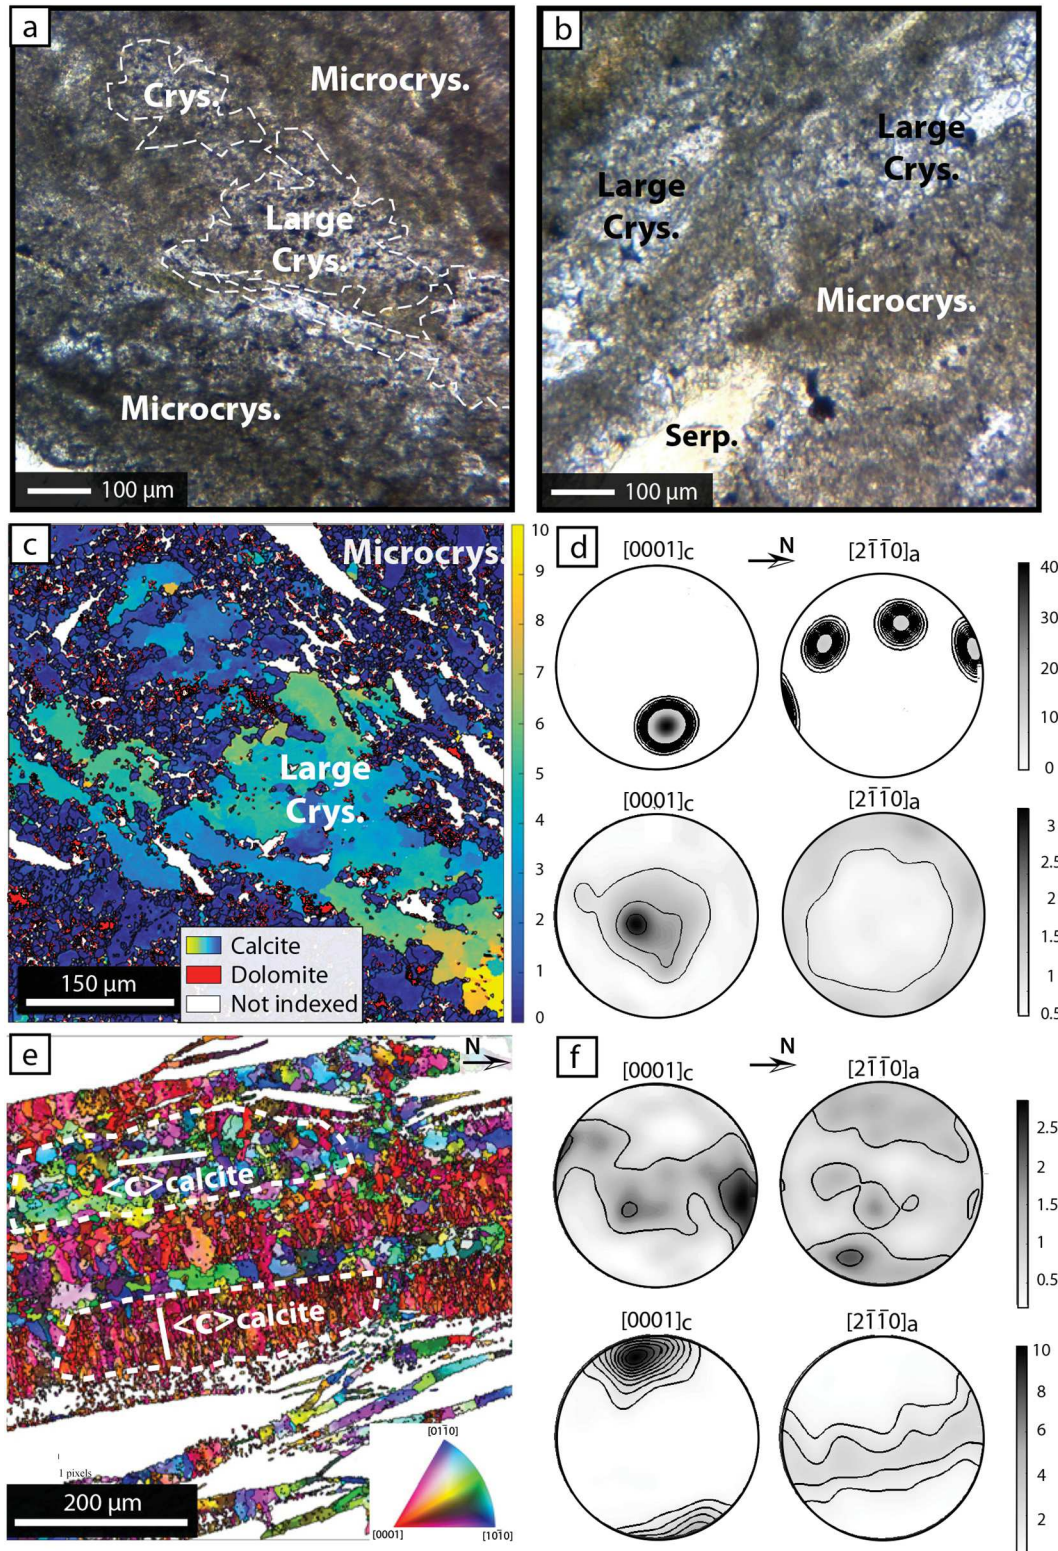 a
Crys.
Microcrys.
Large
Crys.
Microcrys.
100 µm
b
Large
Crys.
Large
Crys.
Microcrys.
Serp.
100 µm
c
Microcrys.
Large
Crys.
Calcite
Dolomite
Not indexed
150 µm
10
9
8
7
6
5
4
3
2
1
0
d
[0001]c
N
[21̄1̄0]a
40
30
20
10
0
[0001]c
[21̄1̄0]a
3
2.5
2
1.5
1
0.5
e
N
<c>calcite
<c>calcite
1 pixels
200 µm
[0001]
[011̄0]
[101̄0]
f
[0001]c
N
[21̄1̄0]a
2.5
2
1.5
1
0.5
[0001]c
[21̄1̄0]a
10
8
6
4
2